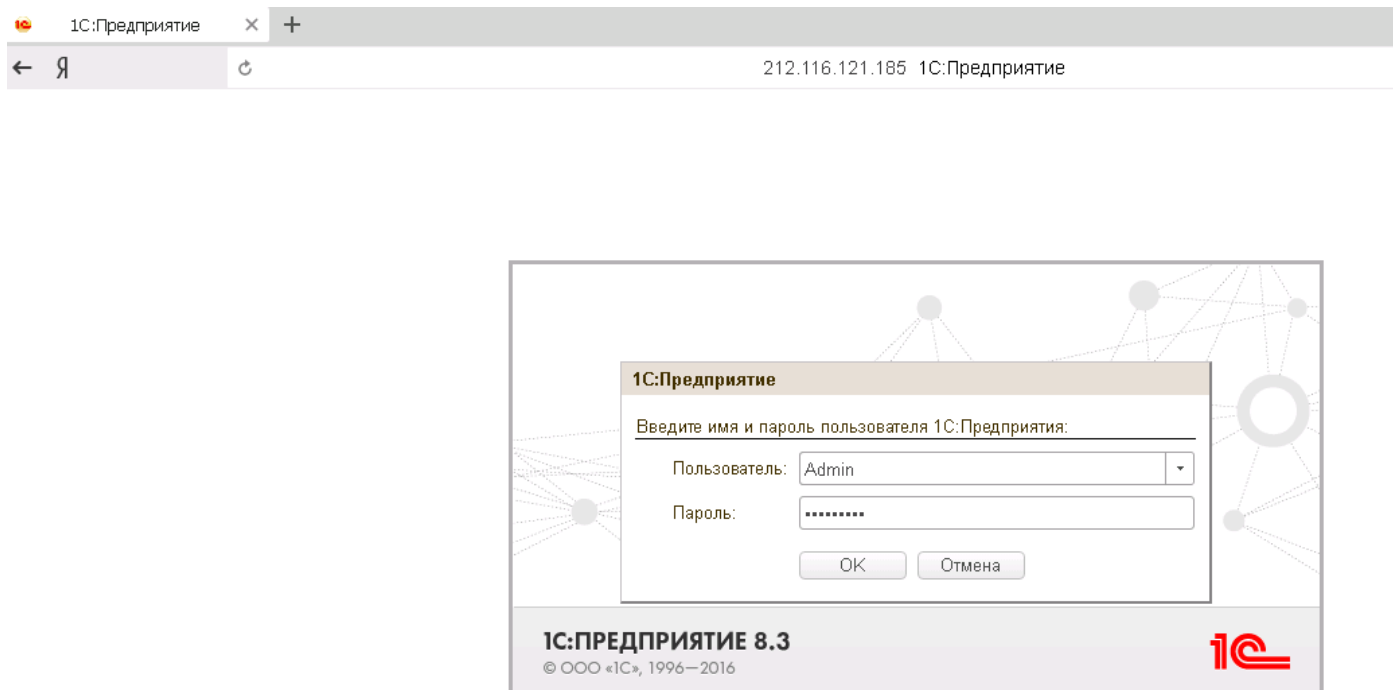 1С:Предприятие
Я
212.116.121.185 1С:Предприятие
1С:Предприятие
Введите имя и пароль пользователя 1С:Предприятия:
Пользователь: Admin
Пароль: •••••••••
OK Отмена
1С:ПРЕДПРИЯТИЕ 8.3
© ООО «1С», 1996—2016
1С